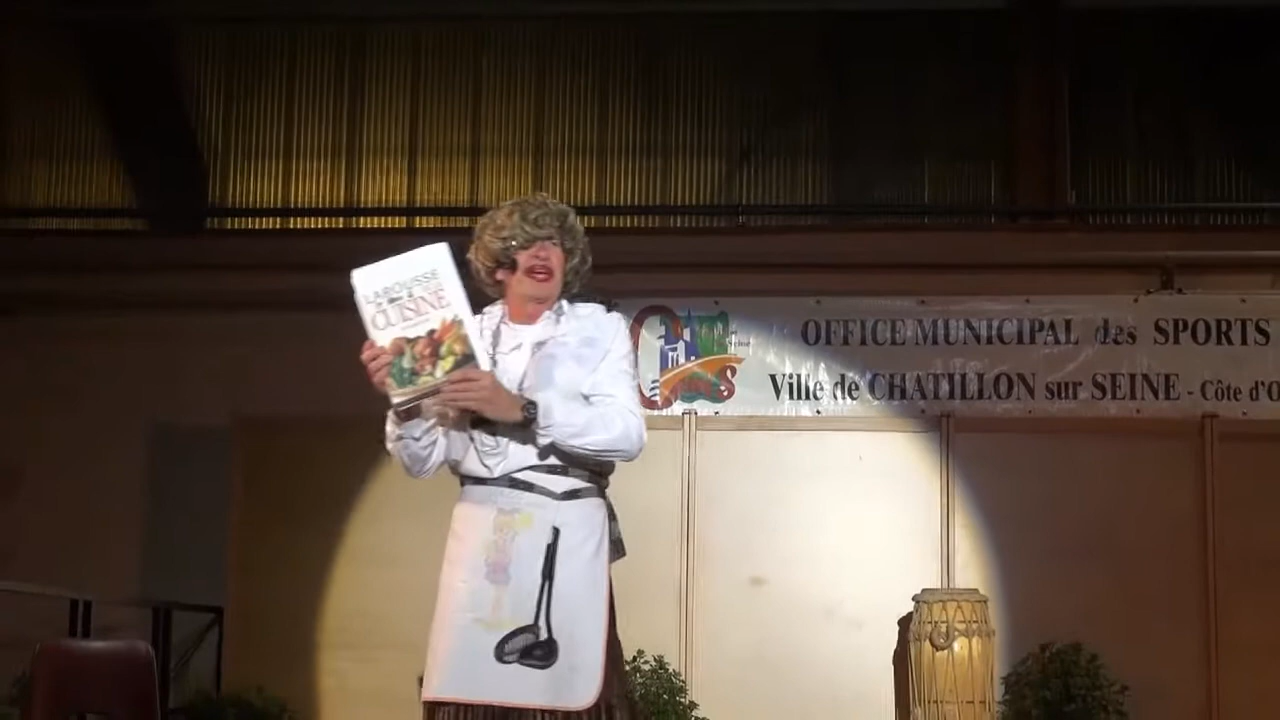 LAROUSSE
CUISINE
OFFICE MUNICIPAL des SPORTS
Ville de CHATILLON sur SEINE - Côte d'O